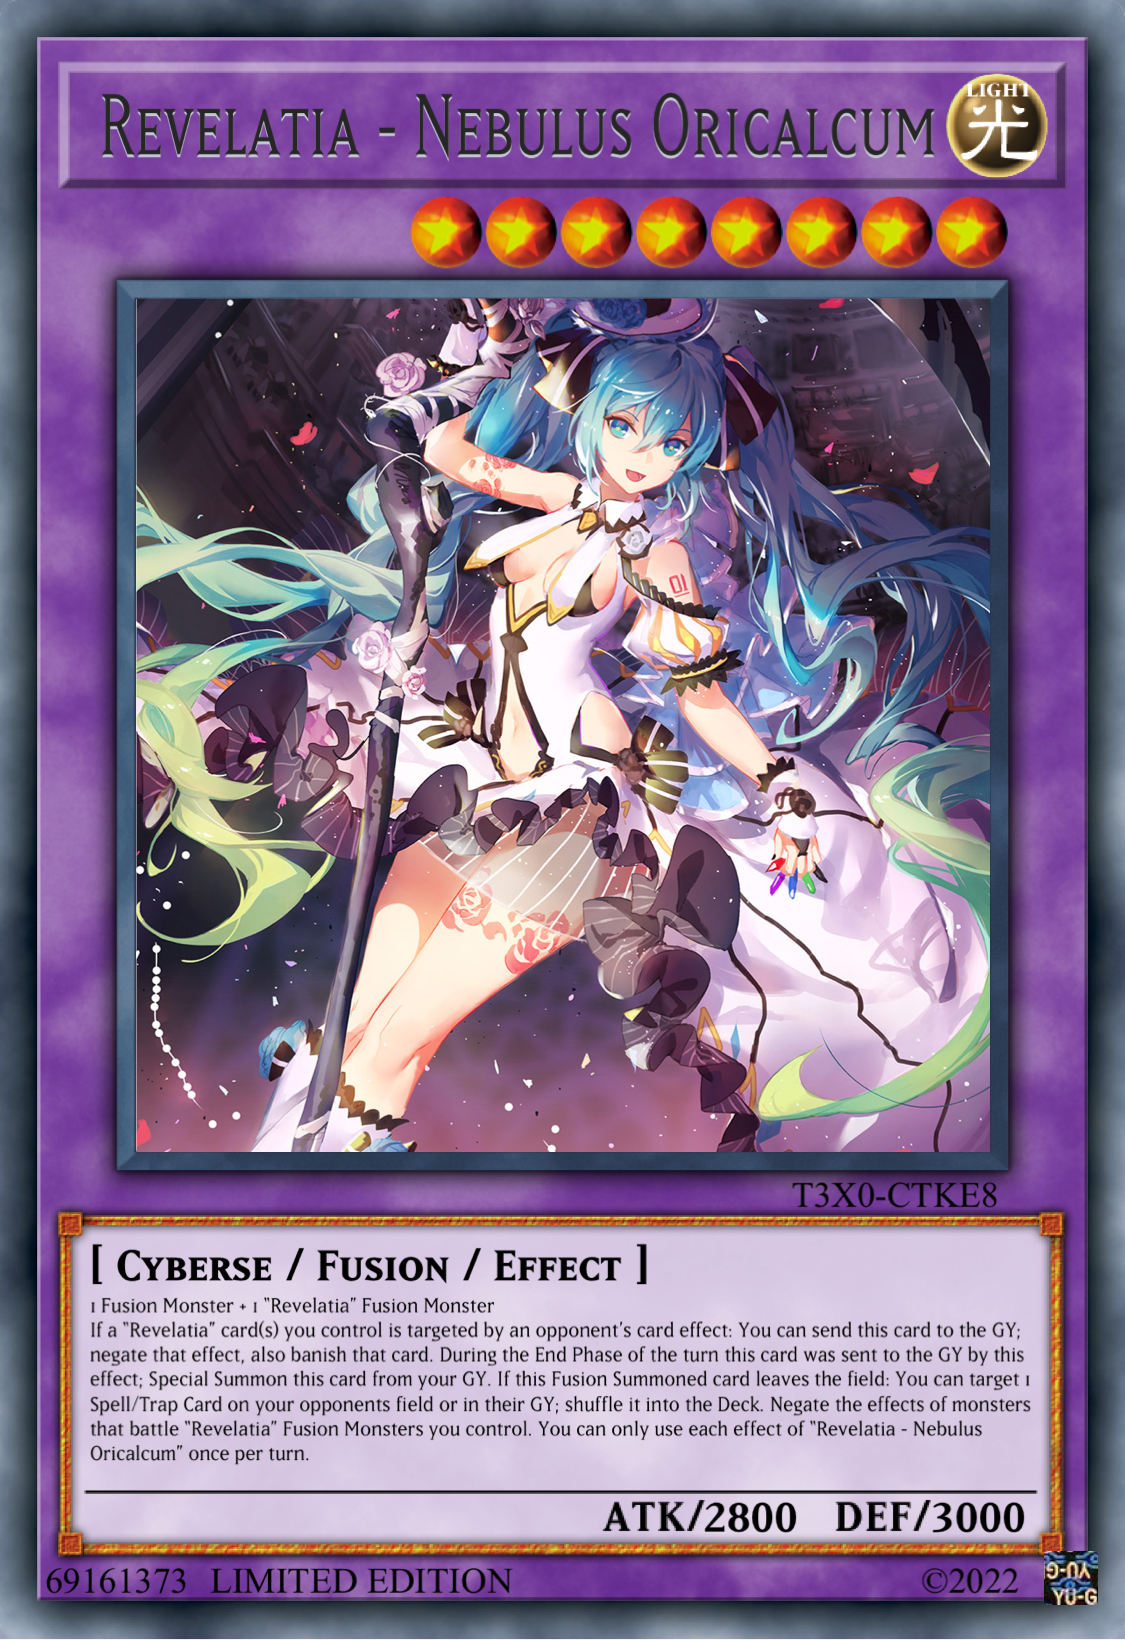 Revelatia - Nebulus Oricalcum
LIGHT
光
01
T3X0-CTKE8
[ Cyberse / Fusion / Effect ]
1 Fusion Monster + 1 "Revelatia" Fusion Monster
If a "Revelatia" card(s) you control is targeted by an opponent's card effect: You can send this card to the GY;
negate that effect, also banish that card. During the End Phase of the turn this card was sent to the GY by this
effect; Special Summon this card from your GY. If this Fusion Summoned card leaves the field: You can target 1
Spell/Trap Card on your opponents field or in their GY; shuffle it into the Deck. Negate the effects of monsters
that battle "Revelatia" Fusion Monsters you control. You can only use each effect of "Revelatia - Nebulus
Oricalcum" once per turn.
ATK/2800 DEF/3000
69161373 LIMITED EDITION
©2022
YU-G
YU-G